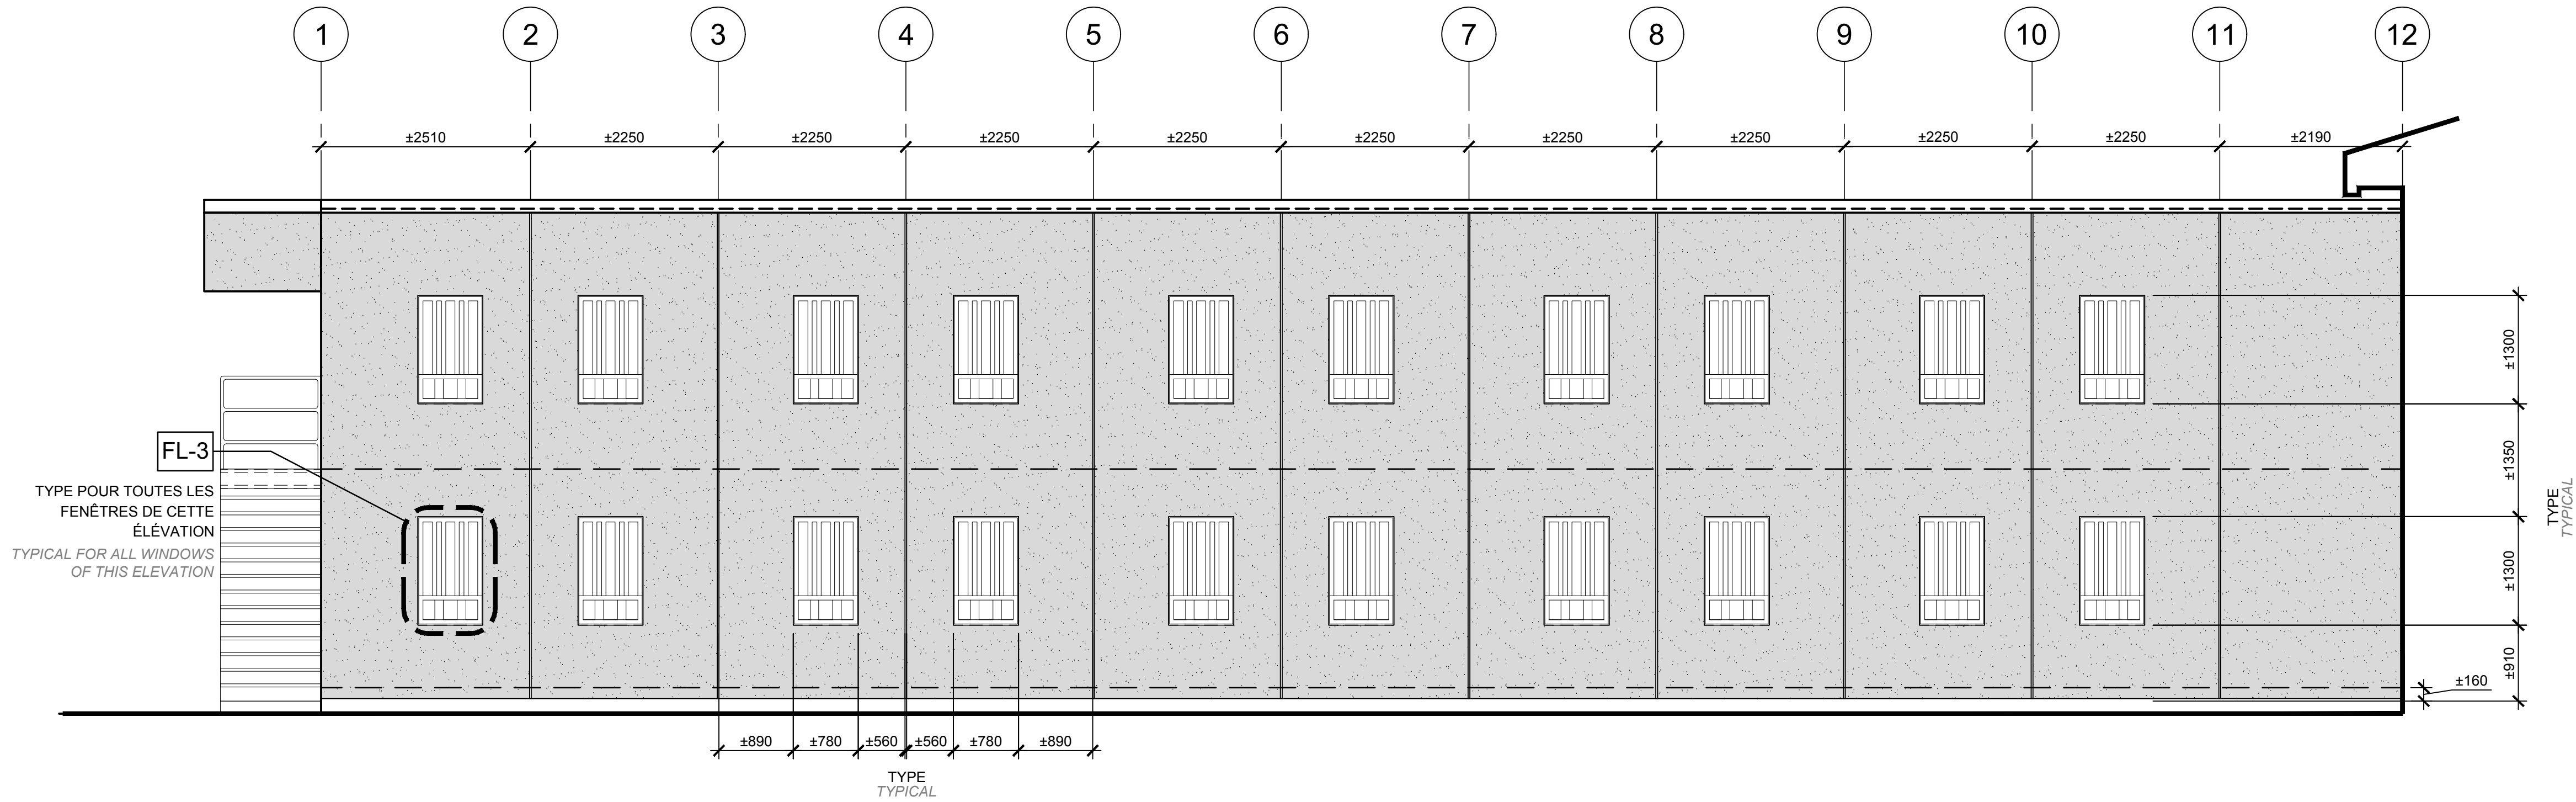 1 2 3 4 5 6 7 8 9 10 11 12
±2510 ±2250 ±2250 ±2250 ±2250 ±2250 ±2250 ±2250 ±2250 ±2250 ±2190
±1300
±1350
±1300
±910
±160
TYPE
TYPICAL
FL-3
TYPE POUR TOUTES LES
FENÊTRES DE CETTE
ÉLÉVATION
TYPICAL FOR ALL WINDOWS
OF THIS ELEVATION
±890 ±780 ±560 ±560 ±780 ±890
TYPE
TYPICAL